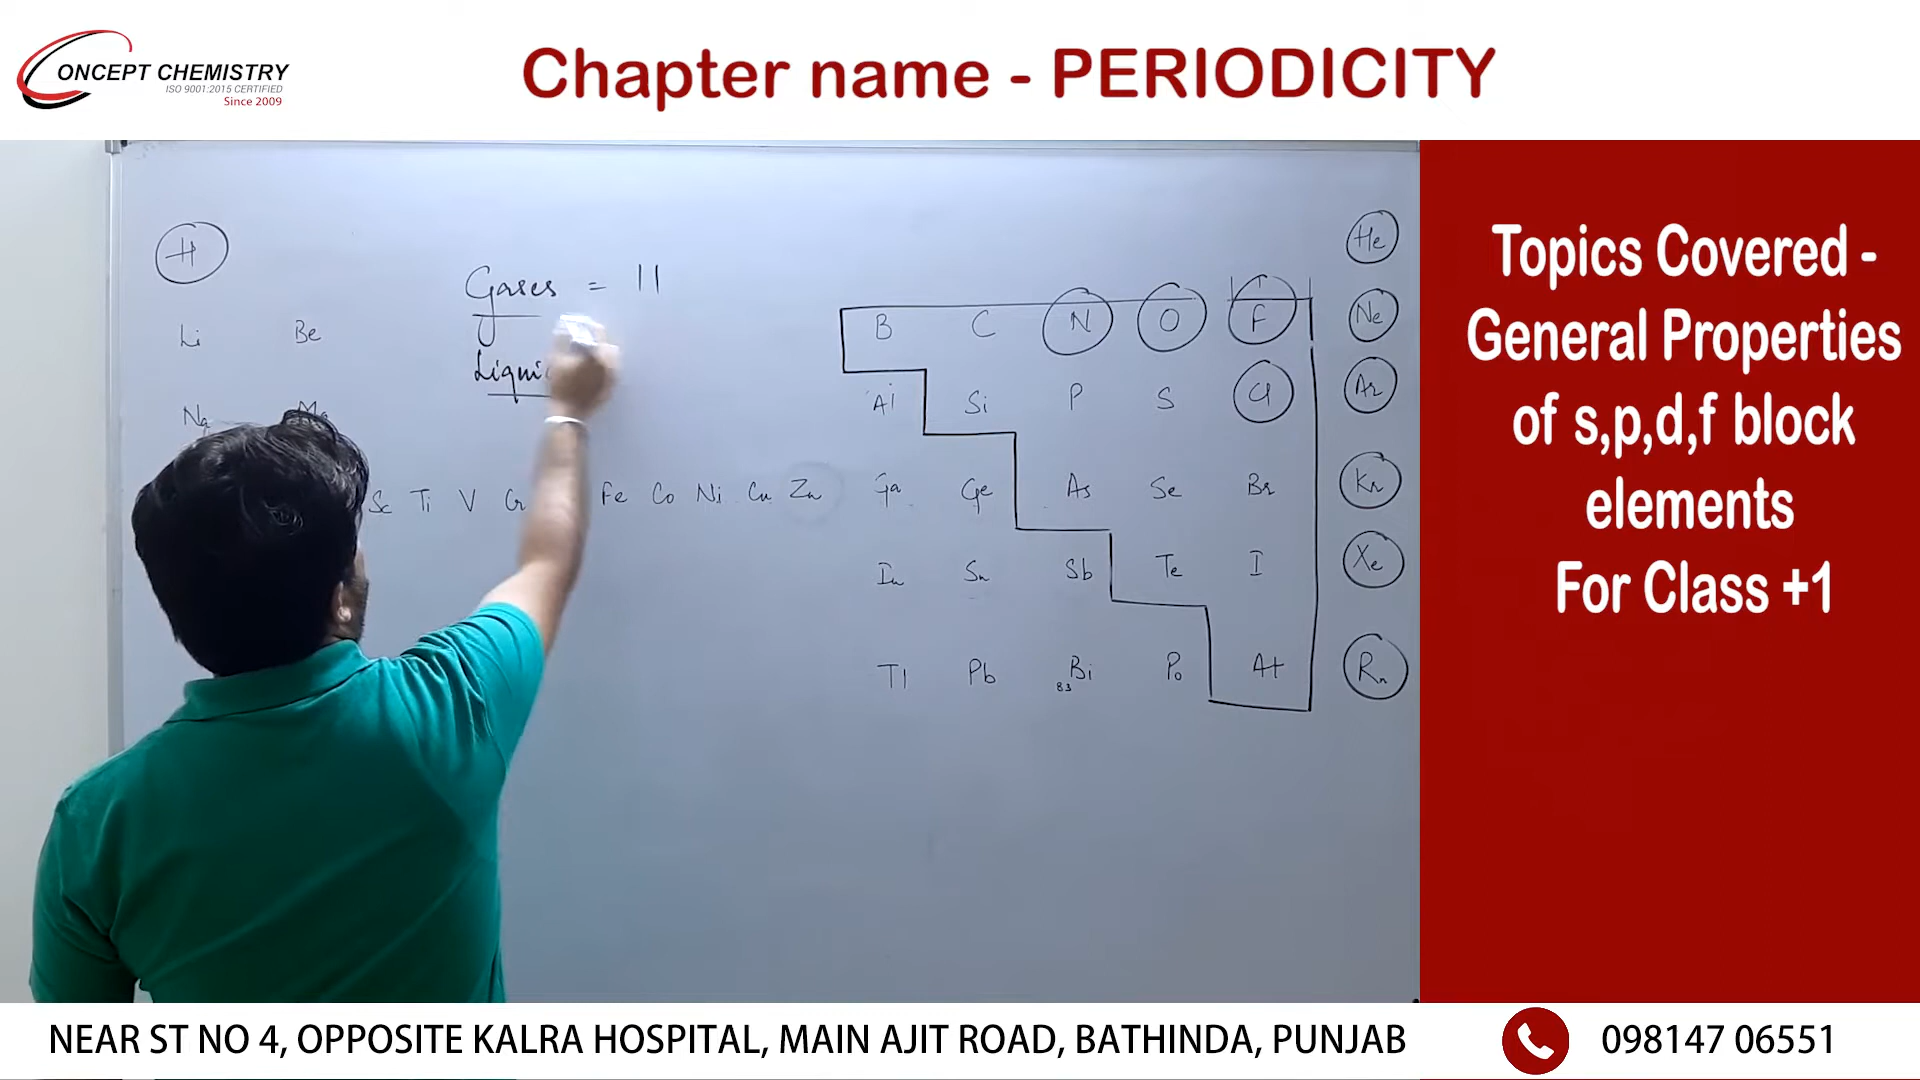 CONCEPT CHEMISTRY
ISO 9001:2015 CERTIFIED
Since 2009
Chapter name - PERIODICITY
Topics Covered -
General Properties
of s,p,d,f block
elements
For Class +1
H He
Gases = 11
Li Be B C N O F Ne
Liqui
Na Al Si P S Cl Ar
Sc Ti V Cr Fe Co Ni Cu Zn Ga Ge As Se Br Kr
In Sn Sb Te I Xe
Tl Pb Bi Po At Rn
83
NEAR ST NO 4, OPPOSITE KALRA HOSPITAL, MAIN AJIT ROAD, BATHINDA, PUNJAB 098147 06551